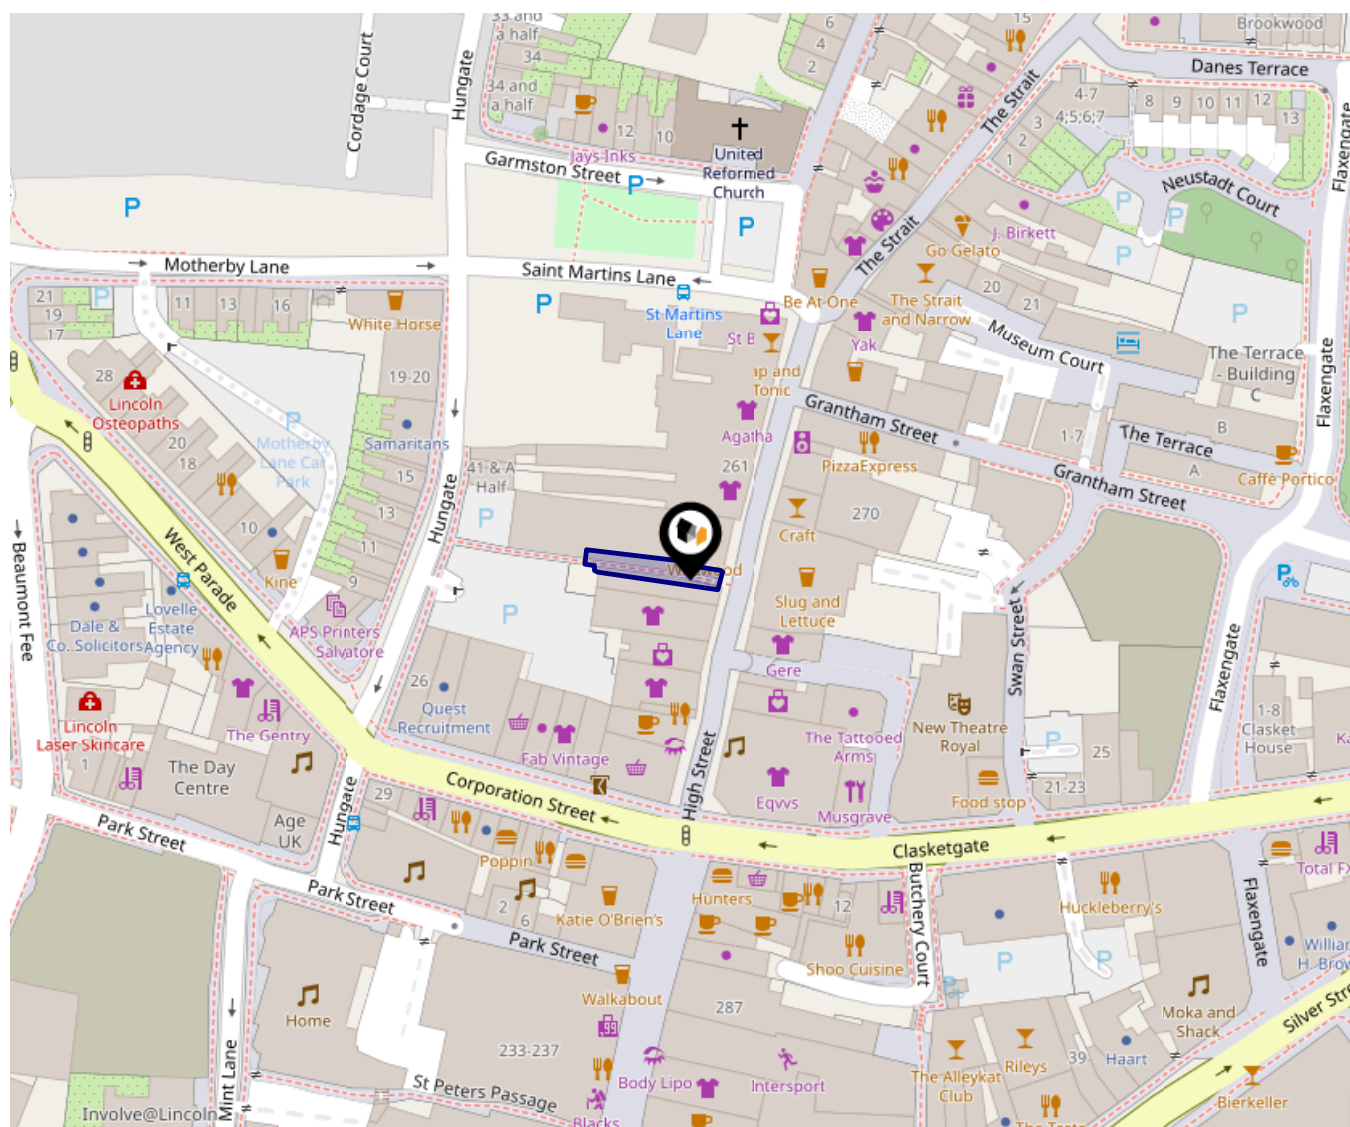 33 and
a half
34
34 and
a half
12
10
Jays Inks
Cordage Court
Hungate
Garmston Street
United
Reformed
Church
6
4
2
15
Brookwood
Danes Terrace
The Strait
4-7
4;5;6;7
8
9
10
11
12
13
3
2
1
Flaxengate
Neustadt Court
J. Birkett
Go Gelato
The Strait
Motherby Lane
Saint Martins Lane
St Martins
Lane
Be At One
The Strait
and Narrow
20
21
Museum Court
The Terrace
- Building
C
21
19
17
11
13
16
White Horse
St B
Yak
ap and
Tonic
28
Lincoln
Osteopaths
19-20
Samaritans
20
18
Motherby
Lane Car
Park
15
13
11
9
10
Kine
Hungate
41 & A
Half
Agatha
261
Grantham Street
PizzaExpress
270
Craft
1-7
The Terrace
B
A
Caffè Portico
Grantham Street
Flaxengate
West Parade
Beaumont Fee
Dale &
Co. Solicitors
Lovelle
Estate
Agency
APS Printers
Salvatore
Slug and
Lettuce
Gere
Swan Street
Flaxengate
26
Quest
Recruitment
Lincoln
Laser Skincare
1
The Gentry
The Day
Centre
Fab Vintage
High Street
The Tattooed
Arms
Eqvvs
Musgrave
New Theatre
Royal
Food stop
25
21-23
1-8
Clasket
House
Corporation Street
Clasketgate
Hungate
29
Age
UK
Park Street
Park Street
Park Street
Poppin
2
6
Katie O'Brien's
Hunters
12
Butchery Court
Shoo Cuisine
Huckleberry's
Total FX
Flaxengate
William
H. Brow
Walkabout
287
Home
233-237
Mint Lane
St Peters Passage
Involve@Lincoln
Body Lipo
Intersport
Blacks
The Alleykat
Club
Rileys
39
Haart
Moka and
Shack
Silver Stre
Bierkeller